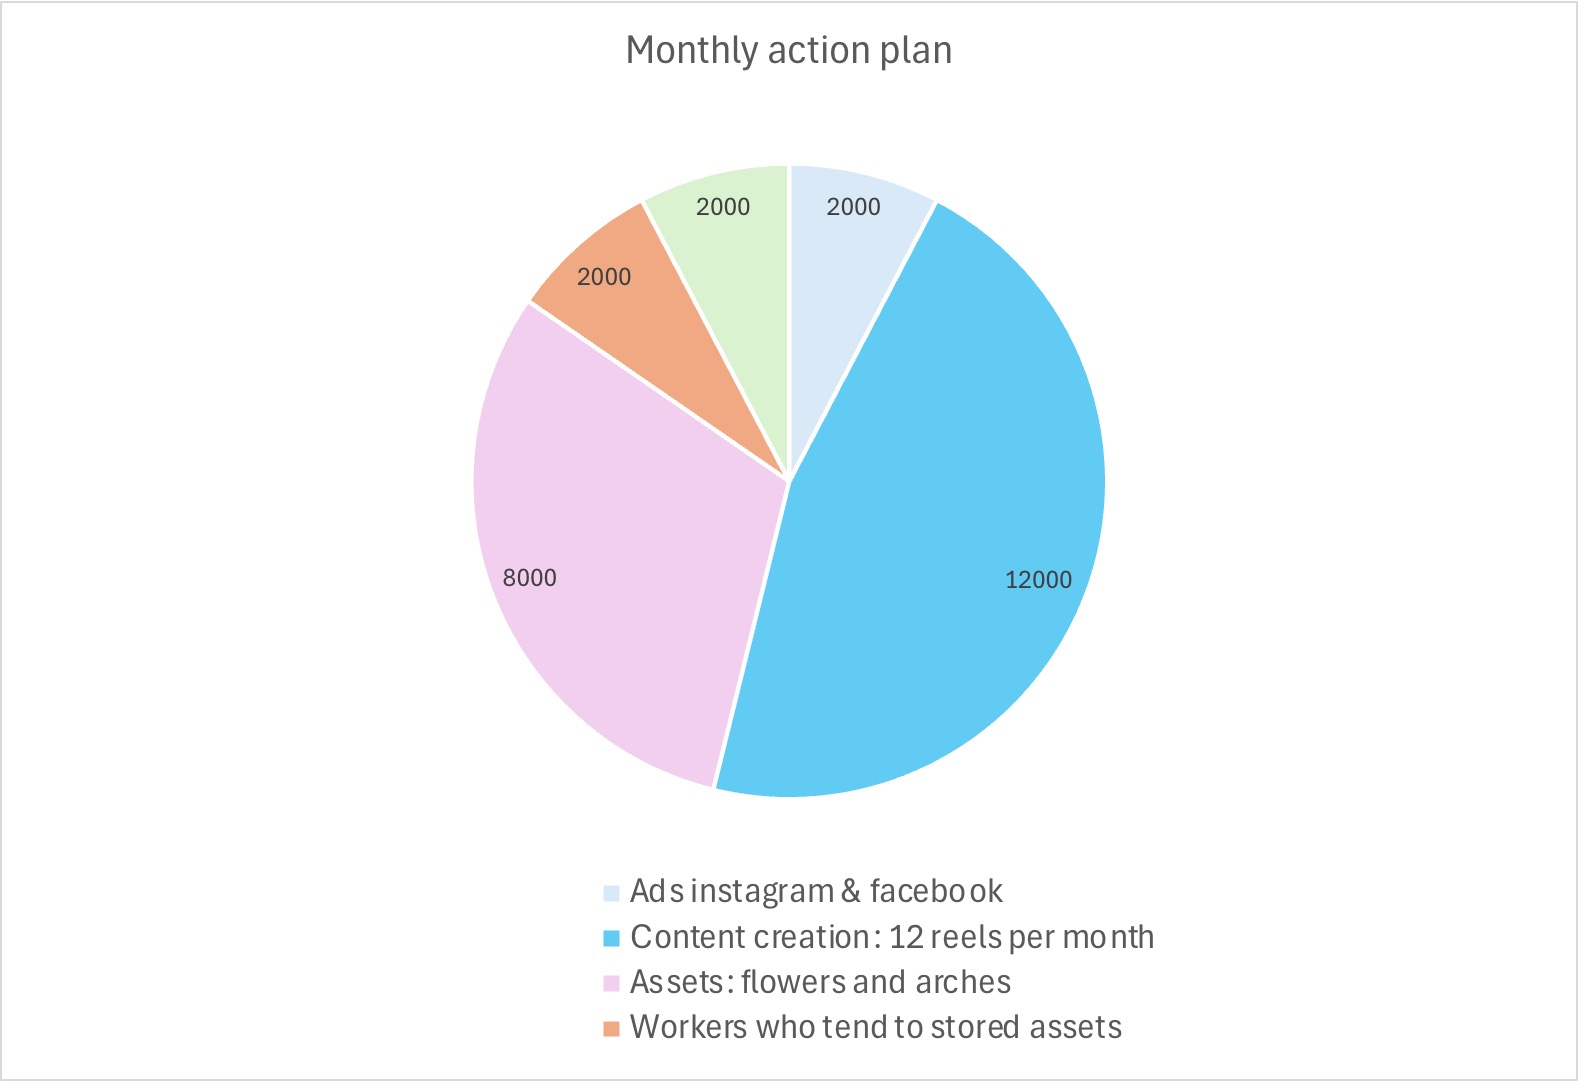 Monthly action plan
2000 2000
2000
8000
12000
Ads instagram & facebook
Content creation: 12 reels per month
Assets: flowers and arches
Workers who tend to stored assets